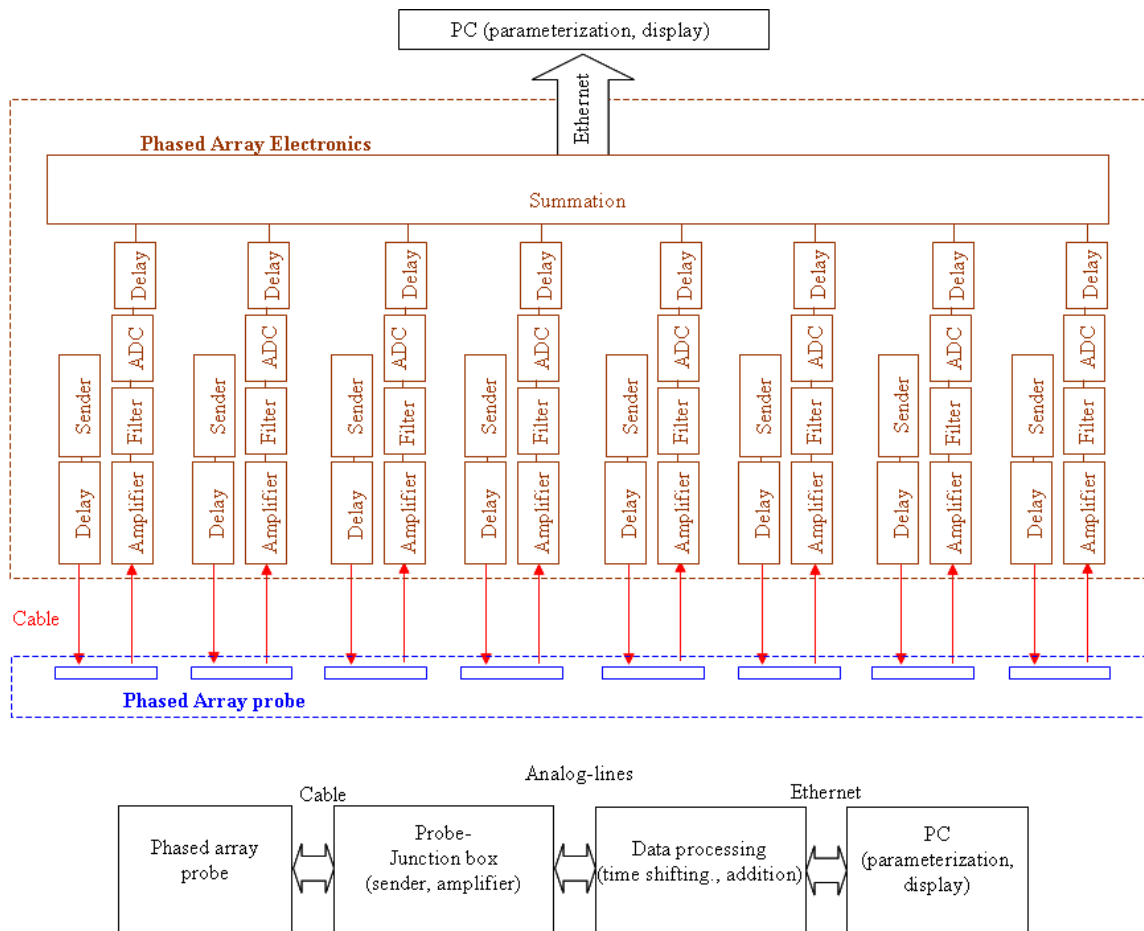 PC (parameterization, display)
Ethernet
Phased Array Electronics
Summation
Delay
Delay
Delay
Delay
Delay
Delay
Delay
Delay
ADC
ADC
ADC
ADC
ADC
ADC
ADC
ADC
Sender
Filter
Sender
Filter
Sender
Filter
Sender
Filter
Sender
Filter
Sender
Filter
Sender
Filter
Sender
Filter
Delay
Amplifier
Delay
Amplifier
Delay
Amplifier
Delay
Amplifier
Delay
Amplifier
Delay
Amplifier
Delay
Amplifier
Delay
Amplifier
Cable
Phased Array probe
Analog-lines
Cable
Ethernet
Phased array
probe
Probe-
Junction box
(sender, amplifier)
Data processing
(time shifting., addition)
PC
(parameterization,
display)